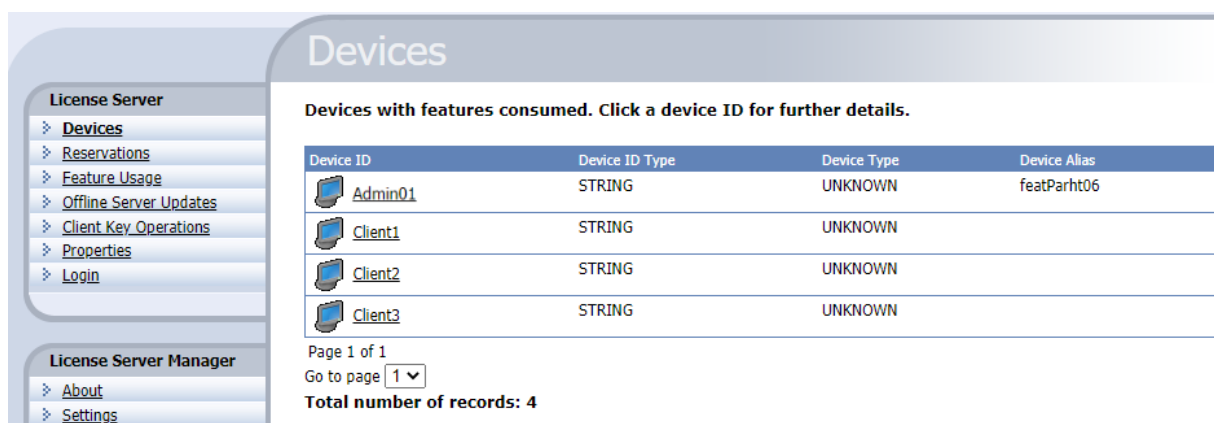 Devices
License Server
Devices
Reservations
Feature Usage
Offline Server Updates
Client Key Operations
Properties
Login
License Server Manager
About
Settings
Devices with features consumed. Click a device ID for further details.
Device ID Device ID Type Device Type Device Alias
Admin01 STRING UNKNOWN featParht06
Client1 STRING UNKNOWN
Client2 STRING UNKNOWN
Client3 STRING UNKNOWN
Page 1 of 1
Go to page 1
Total number of records: 4